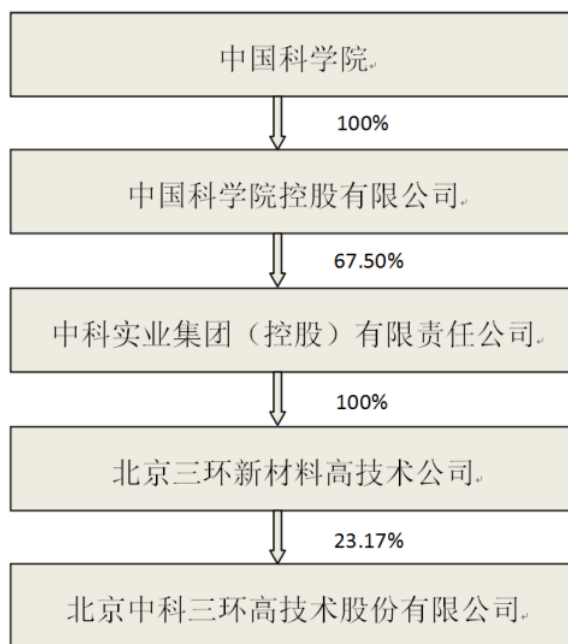 中国科学院
100%
中国科学院控股有限公司
67.50%
中科实业集团（控股）有限责任公司
100%
北京三环新材料高技术公司
23.17%
北京中科三环高技术股份有限公司